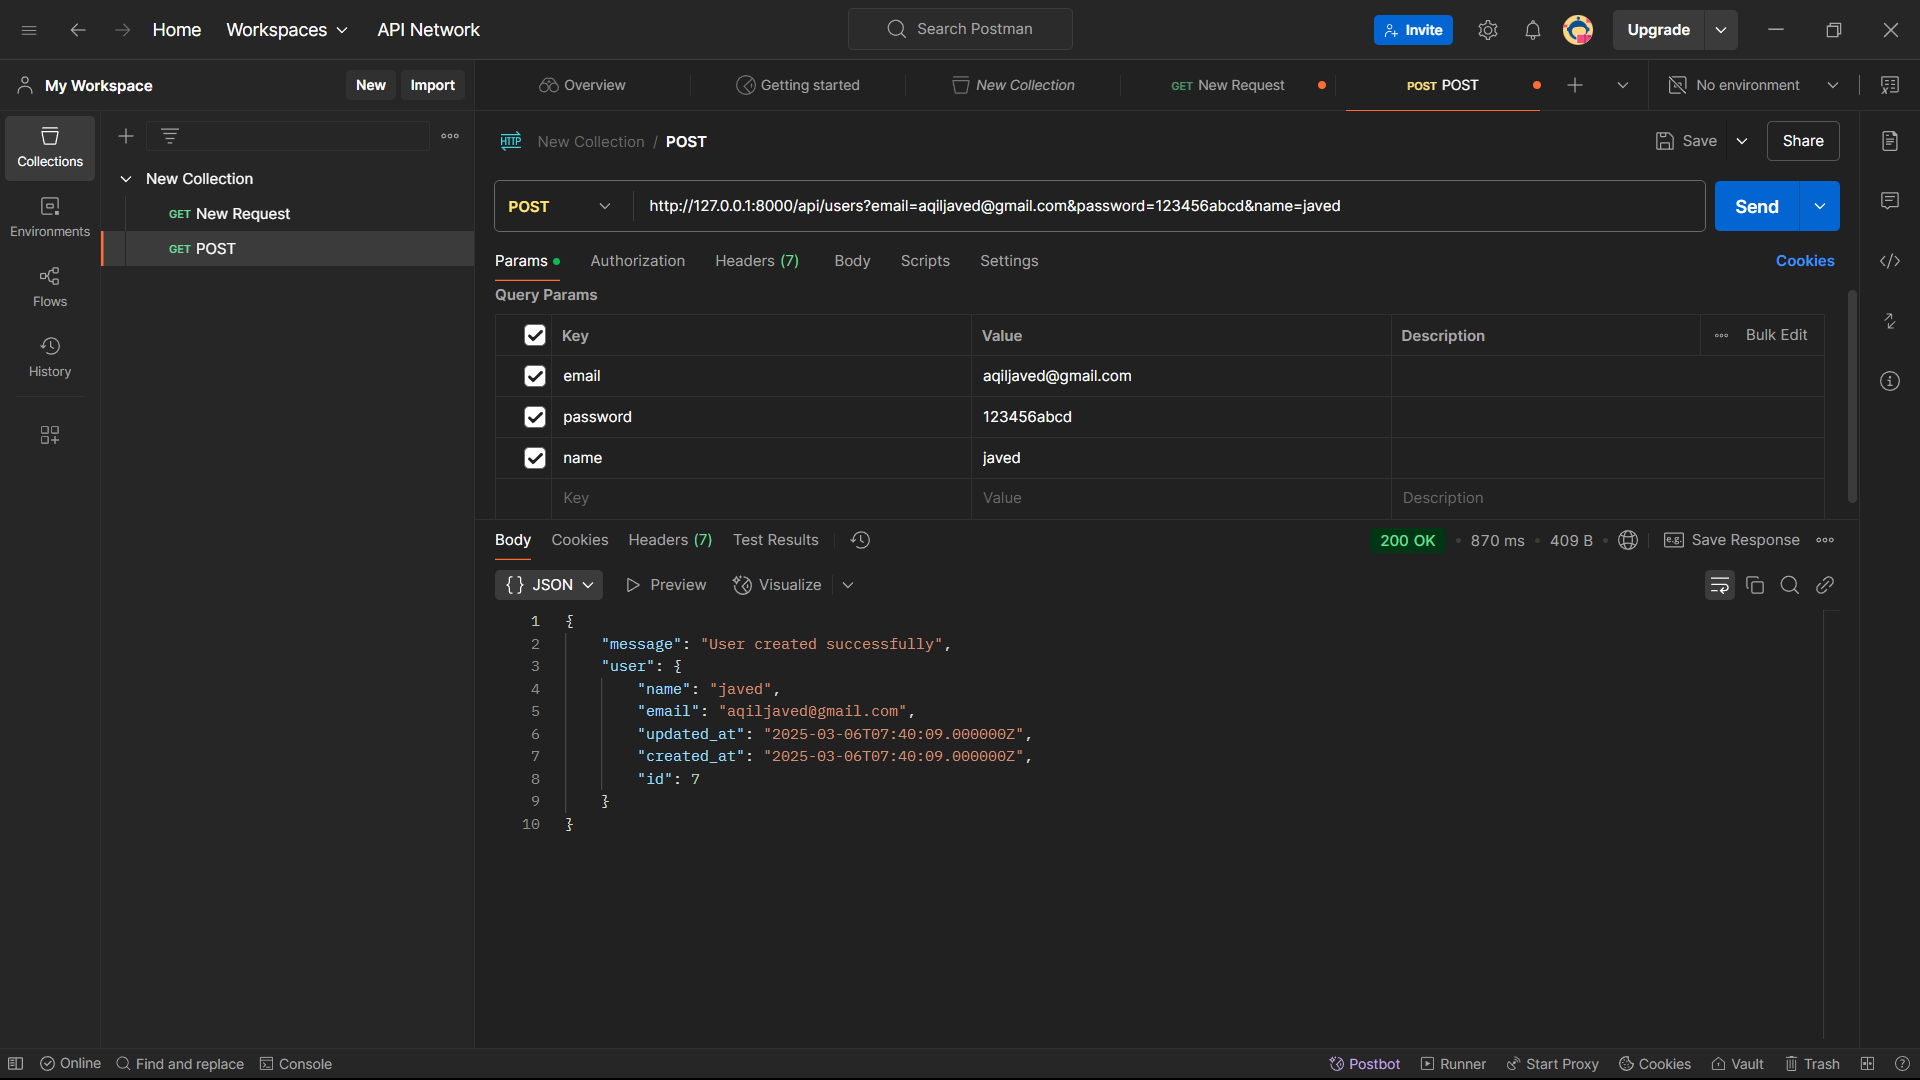 Home Workspaces API Network Search Postman Invite Upgrade
My Workspace New Import Overview Getting started New Collection GET New Request POST POST No environment
Collections
New Collection / POST Save Share
New Collection
GET New Request
GET POST
Environments
Flows
History
POST http://127.0.0.1:8000/api/users?email=aqiljaved@gmail.com&password=123456abcd&name=javed Send
Params Authorization Headers (7) Body Scripts Settings Cookies
Query Params
Key Value Description Bulk Edit
email aqiljaved@gmail.com
password 123456abcd
name javed
Key Value Description
Body Cookies Headers (7) Test Results 200 OK 870 ms 409 B e.g. Save Response
{} JSON Preview Visualize
1 {
2 "message": "User created successfully",
3 "user": {
4 "name": "javed",
5 "email": "aqiljaved@gmail.com",
6 "updated_at": "2025-03-06T07:40:09.000000Z",
7 "created_at": "2025-03-06T07:40:09.000000Z",
8 "id": 7
9 }
10 }
Online Find and replace Console Postbot Runner Start Proxy Cookies Vault Trash